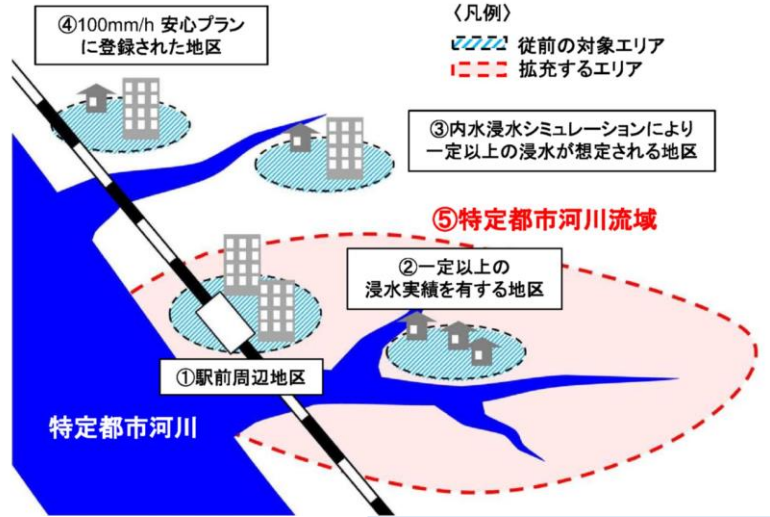 ④100mm/h 安心プラン
に登録された地区
〈凡例〉
従前の対象エリア
拡充するエリア
③内水浸水シミュレーションにより
一定以上の浸水が想定される地区
⑤特定都市河川流域
②一定以上の
浸水実績を有する地区
①駅前周辺地区
特定都市河川